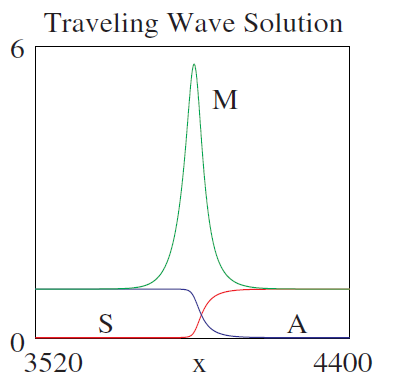 Traveling Wave Solution
6
M
S A
0
3520 x 4400